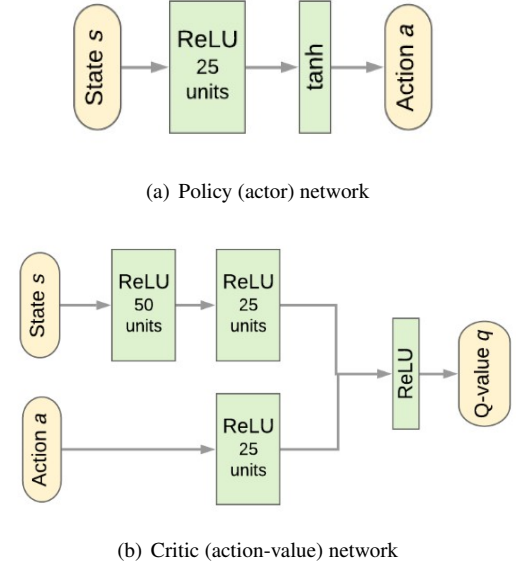 State s
ReLU
25
units
tanh
Action a
(a) Policy (actor) network
State s
ReLU
50
units
ReLU
25
units
Action a
ReLU
25
units
ReLU
Q-value q
(b) Critic (action-value) network